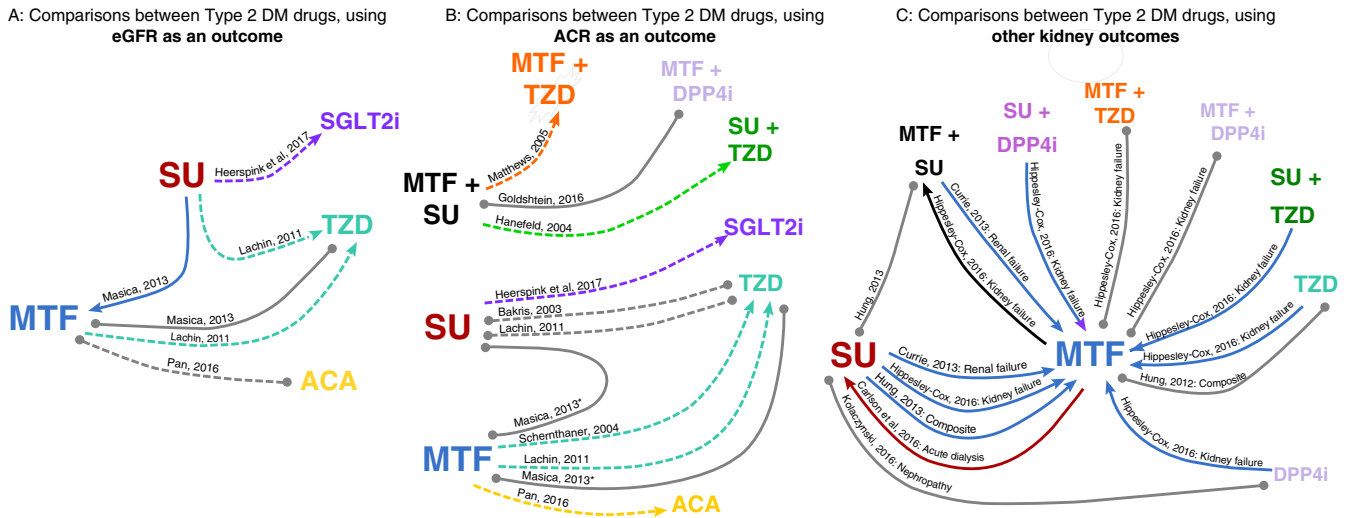 A: Comparisons between Type 2 DM drugs, using
eGFR as an outcome
SGLT2i
Heerspink et al, 2017
SU
TZD
Lachin, 2011
Masica, 2013
MTF
Masica, 2013
Lachin, 2011
Pan, 2016
ACA
B: Comparisons between Type 2 DM drugs, using
ACR as an outcome
MTF +
TZD
MTF +
DPP4i
SU +
TZD
Matthews, 2005
MTF +
SU
Goldshtein, 2016
Hanefeld, 2004
SGLT2i
Heerspink et al, 2017
TZD
Bakris, 2003
SU
Lachin, 2011
Masica, 2013*
Schernthaner, 2004
MTF
Lachin, 2011
Masica, 2013*
Pan, 2016
ACA
C: Comparisons between Type 2 DM drugs, using
other kidney outcomes
MTF +
SU
SU +
DPP4i
MTF +
TZD
MTF +
DPP4i
SU +
TZD
TZD
Currie, 2013: Renal failure
Hippesley-Cox, 2016: Kidney failure
Hippesley-Cox, 2016: Kidney failure
Hippesley-Cox, 2016: Kidney failure
Hippesley-Cox, 2016: Kidney failure
Hung, 2013
Hippesley-Cox, 2016: Kidney failure
Hippesley-Cox, 2016: Kidney failure
SU
MTF
Currie, 2013: Renal failure
Hippesley-Cox, 2016: Kidney failure
Hung, 2013: Composite
Carlson et al, 2016: Acute dialysis
Kolaczynski, 2016: Nephropathy
Hung, 2012: Composite
Hippesley-Cox, 2016: Kidney failure
DPP4i